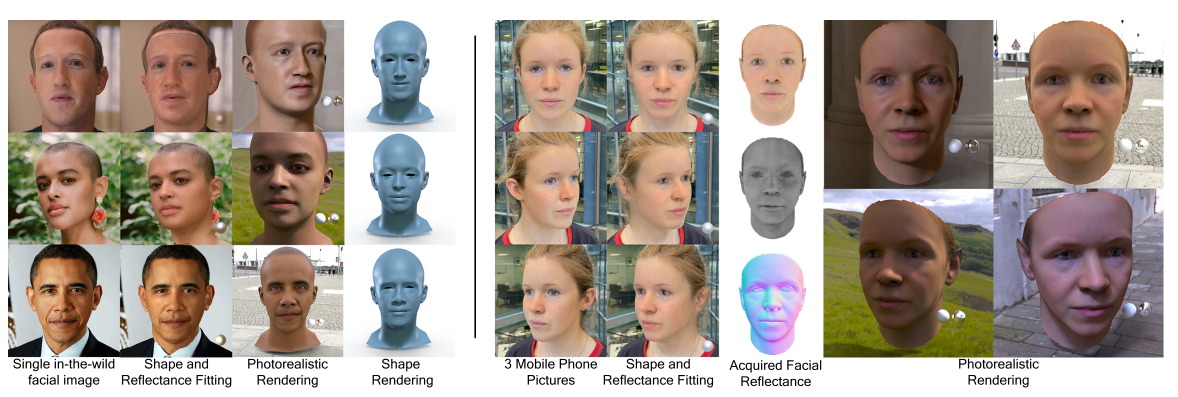 Single in-the-wild
facial image
Shape and
Reflectance Fitting
Photorealistic
Rendering
Shape
Rendering
3 Mobile Phone
Pictures
Shape and
Reflectance Fitting
Acquired Facial
Reflectance
Photorealistic
Rendering